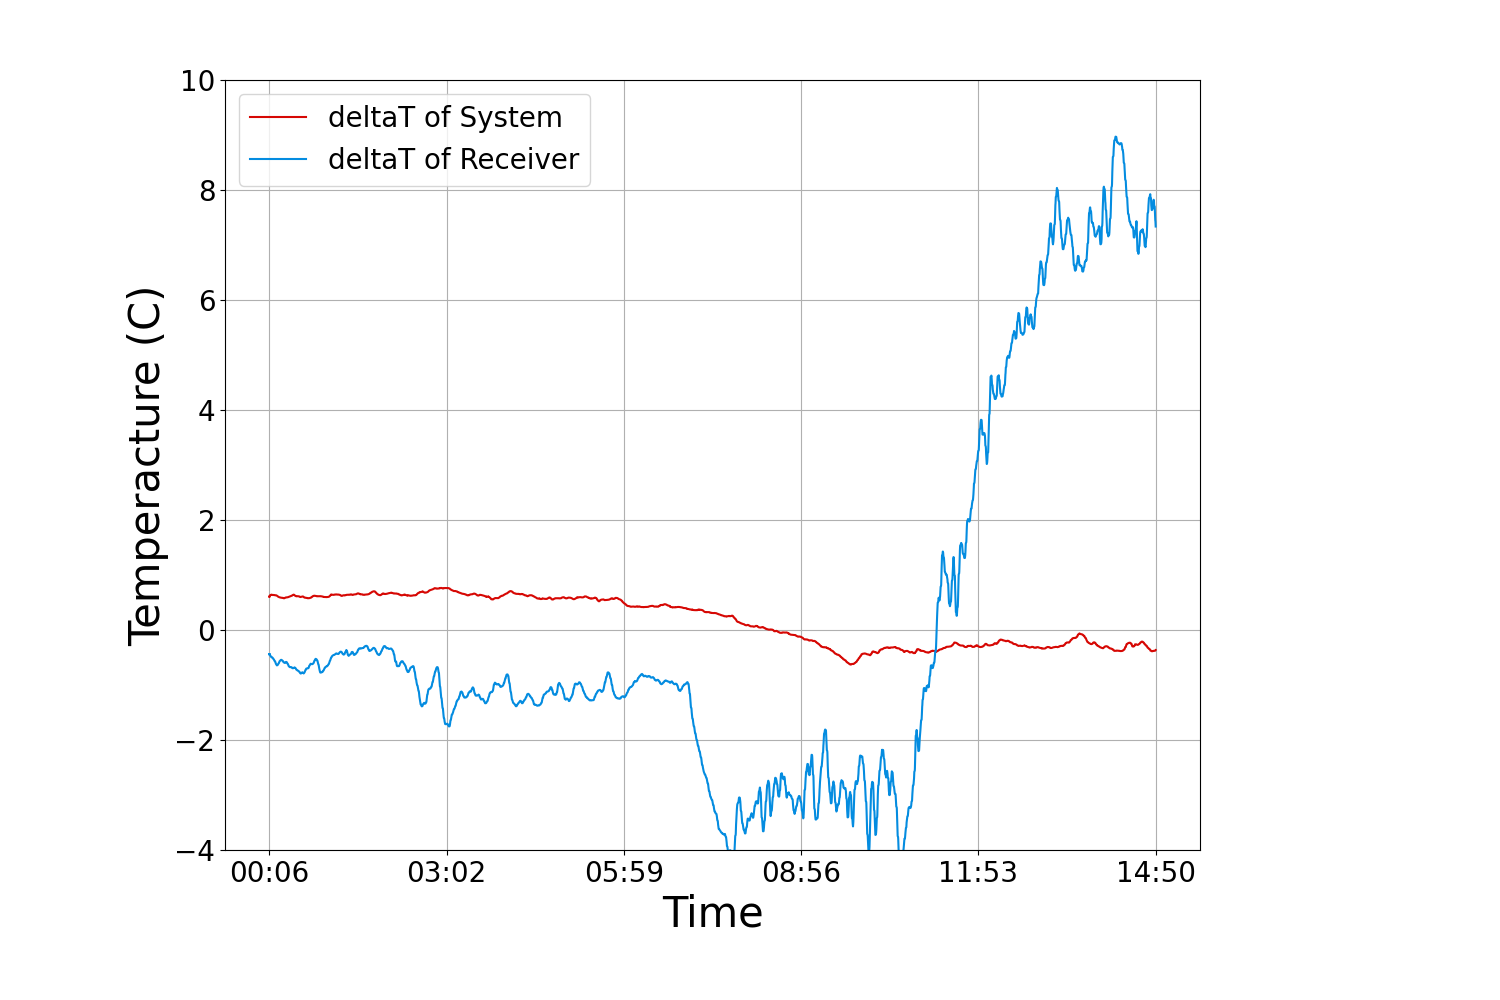 deltaT of System
deltaT of Receiver
Temperacture (C)
10
8
6
4
2
0
−2
−4
00:06 03:02 05:59 08:56 11:53 14:50
Time